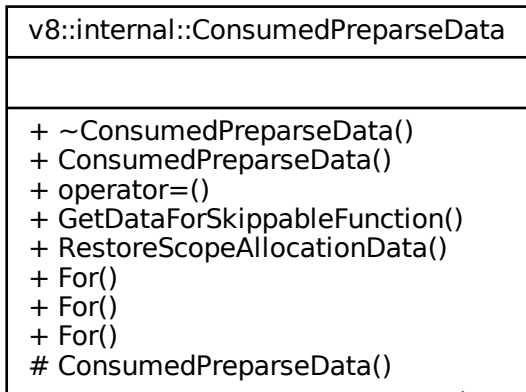 v8::internal::ConsumedPreparseData
+ ~ConsumedPreparseData()
+ ConsumedPreparseData()
+ operator=()
+ GetDataForSkippableFunction()
+ RestoreScopeAllocationData()
+ For()
+ For()
+ For()
# ConsumedPreparseData()